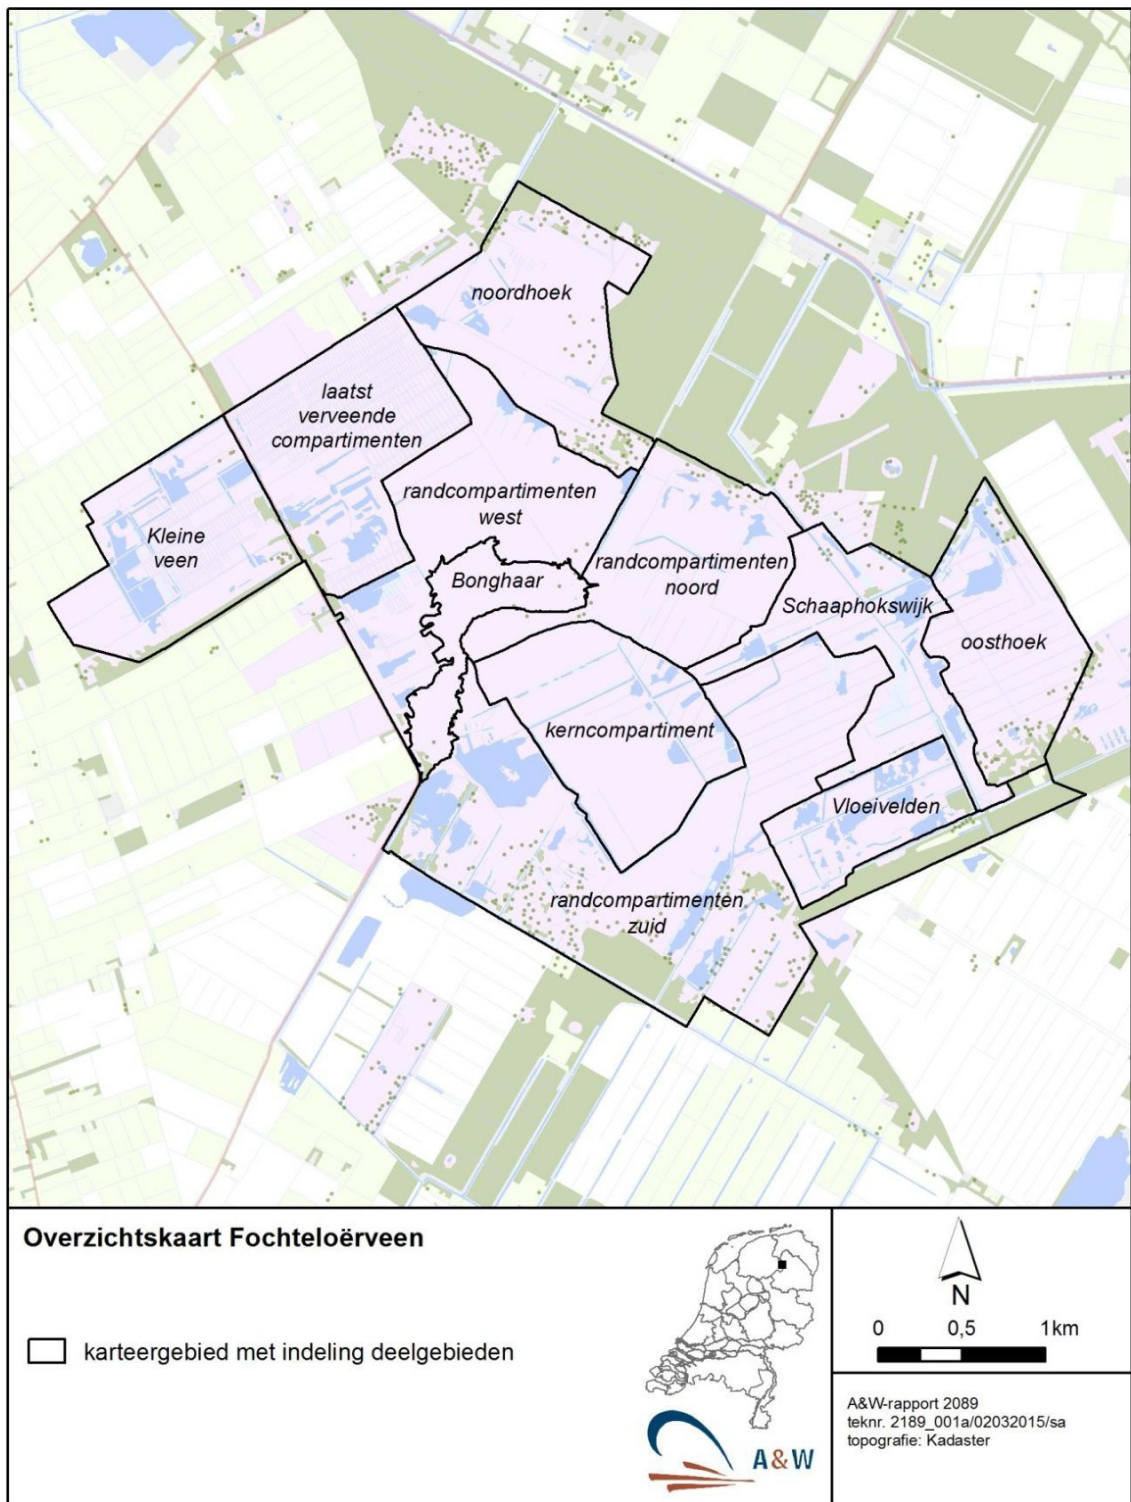 noordhoek
laatst
verveende
compartimenten
randcompartimenten
west
Kleine
veen
Bonghaar
randcompartimenten
noord
Schaaphokswijk
oosthoek
kerncompartiment
Vloeivelden
randcompartimenten
zuid
Overzichtskaart Fochteloërveen
karteergebied met indeling deelgebieden
A&W
N
0 0,5 1km
A&W-rapport 2089
teknr. 2189_001a/02032015/sa
topografie: Kadaster